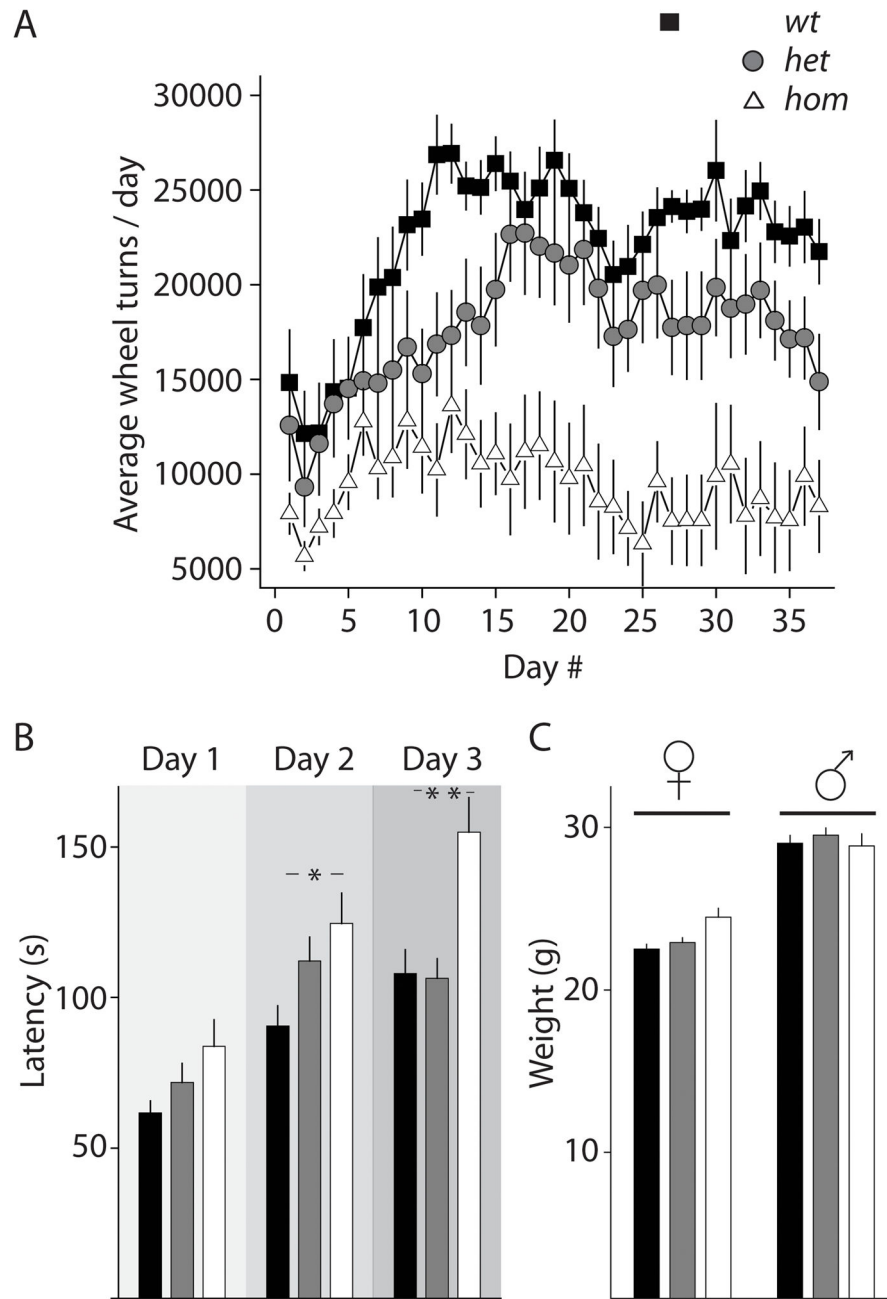 A
wt
het
hom
Average wheel turns / day
30000
25000
20000
15000
10000
5000
0 5 10 15 20 25 30 35
Day #
B
Day 1 Day 2 Day 3
Latency (s)
150
100
50
– * –
– * * –
C
♀ ♂
Weight (g)
30
20
10